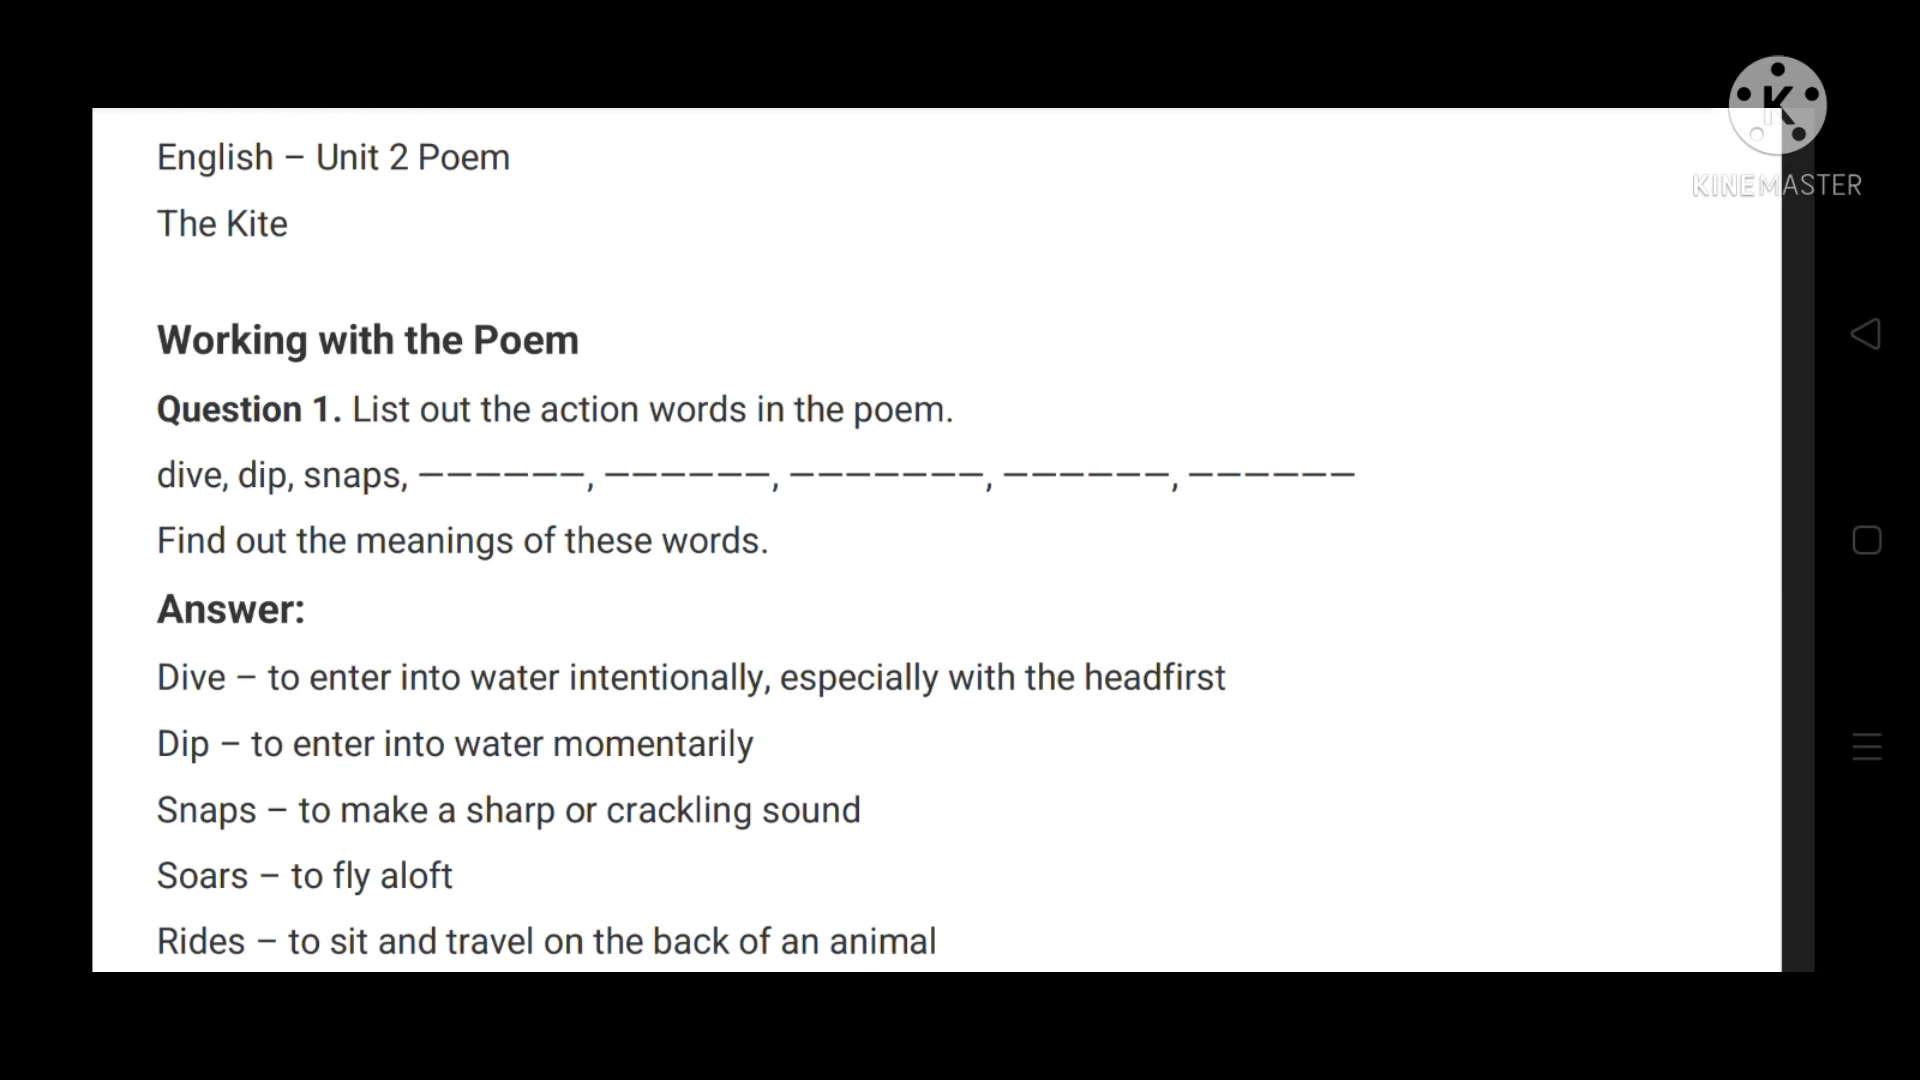 English – Unit 2 Poem
The Kite
Working with the Poem
Question 1. List out the action words in the poem.
dive, dip, snaps, ——————, ——————, ———————, ——————, ——————
Find out the meanings of these words.
Answer:
Dive – to enter into water intentionally, especially with the headfirst
Dip – to enter into water momentarily
Snaps – to make a sharp or crackling sound
Soars – to fly aloft
Rides – to sit and travel on the back of an animal
K
KINEMASTER